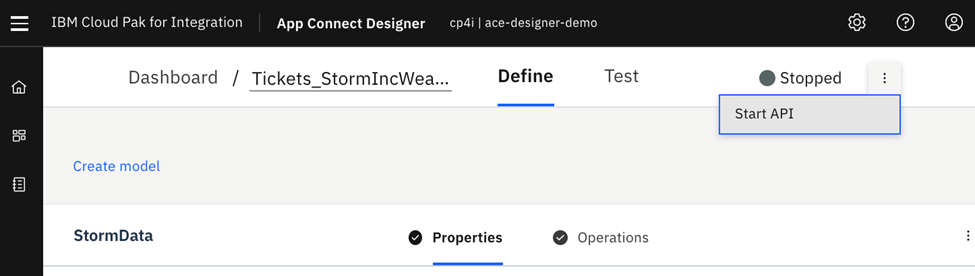 IBM Cloud Pak for Integration App Connect Designer cp4i | ace-designer-demo
Dashboard / Tickets_StormIncWea... Define Test Stopped
Start API
Create model
StormData Properties Operations